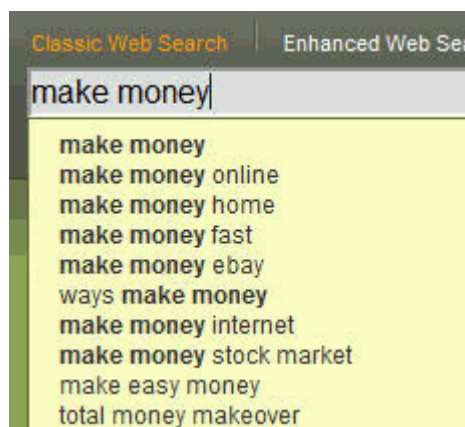 Classic Web Search Enhanced Web
make money
make money
make money online
make money home
make money fast
make money ebay
ways make money
make money internet
make money stock market
make easy money
total money makeover